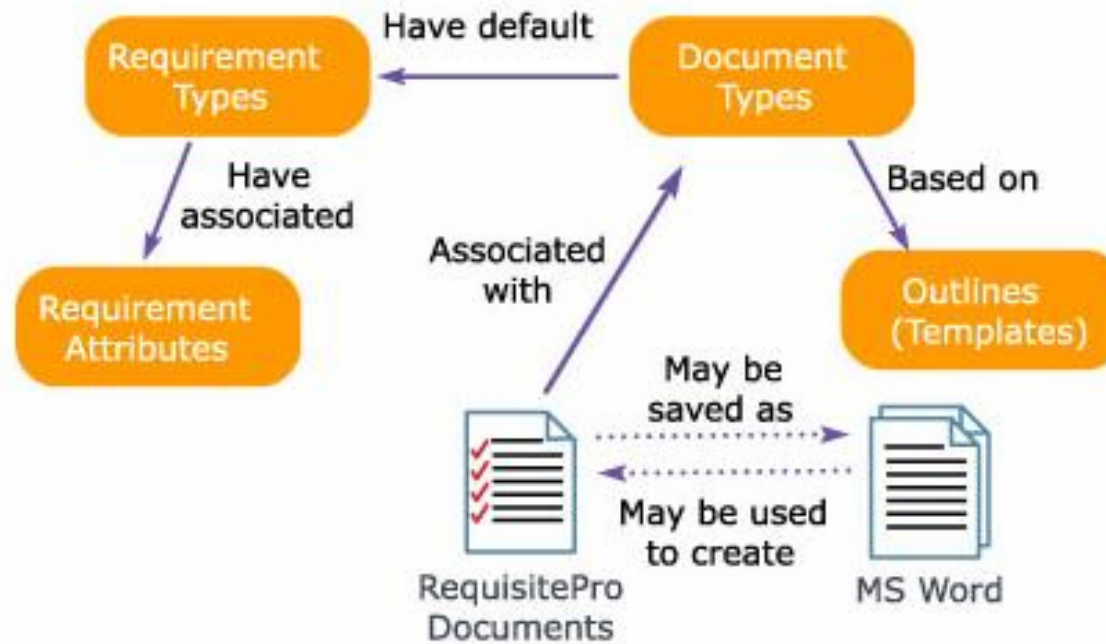 Have default
Requirement
Types
Document
Types
Have
associated
Based on
Associated
with
Requirement
Attributes
Outlines
(Templates)
May be
saved as
May be used
to create
RequisitePro
Documents
MS Word